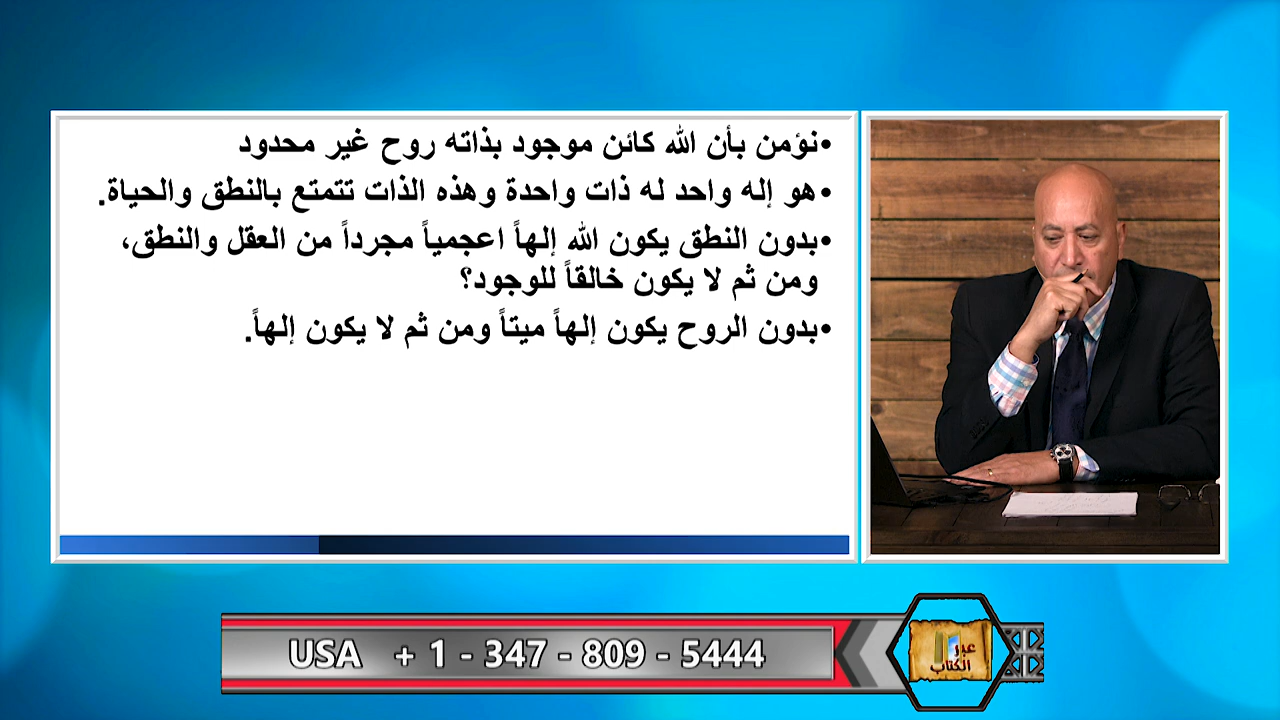 •نؤمن بأن الله كائن موجود بذاته روح غير محدود
•هو إله واحد له ذات واحدة وهذه الذات تتمتع بالنطق والحياة.
•بدون النطق يكون الله إلهاً اعجمياً مجرداً من العقل والنطق،
ومن ثم لا يكون خالقاً للوجود؟
•بدون الروح يكون إلهاً ميتاً ومن ثم لا يكون إلهاً.
USA + 1 - 347 - 809 - 5444
عبر
الكتاب